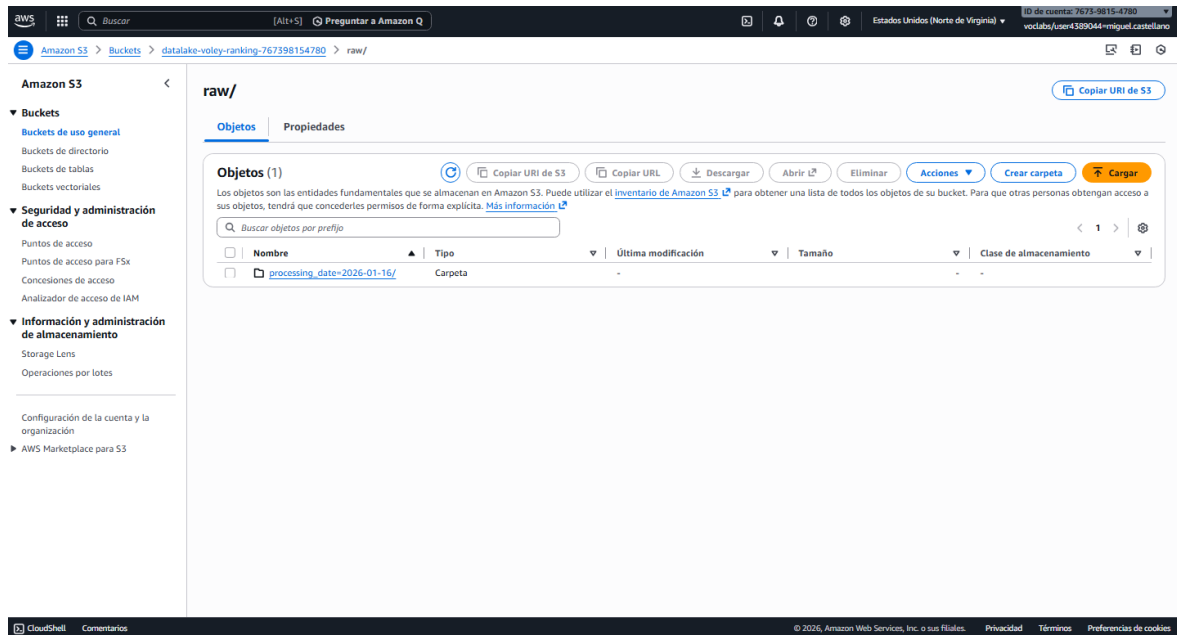 aws
Buscar
[Alt+S]
Preguntar a Amazon Q
Estados Unidos (Norte de Virginia)
ID de cuenta: 7673-9815-4780
voclabs/user4389044=miguel.castellano
Amazon S3 > Buckets > datalake-voley-ranking-767398154780 > raw/
Amazon S3
Buckets
Buckets de uso general
Buckets de directorio
Buckets de tablas
Buckets vectoriales
Seguridad y administración
de acceso
Puntos de acceso
Puntos de acceso para FSx
Concesiones de acceso
Analizador de acceso de IAM
Información y administración
de almacenamiento
Storage Lens
Operaciones por lotes
Configuración de la cuenta y la
organización
AWS Marketplace para S3
raw/
Copiar URI de S3
Objetos
Propiedades
Objetos (1)
Copiar URI de S3
Copiar URL
Descargar
Abrir
Eliminar
Acciones
Crear carpeta
Cargar
Los objetos son las entidades fundamentales que se almacenan en Amazon S3. Puede utilizar el inventario de Amazon S3 para obtener una lista de todos los objetos de su bucket. Para que otras personas obtengan acceso a
sus objetos, tendrá que concederles permisos de forma explícita. Más información
Buscar objetos por prefijo
< 1 >
Nombre
Tipo
Última modificación
Tamaño
Clase de almacenamiento
processing_date=2026-01-16/
Carpeta
-
-
-
CloudShell
Comentarios
© 2026, Amazon Web Services, Inc. o sus filiales.
Privacidad
Términos
Preferencias de cookies